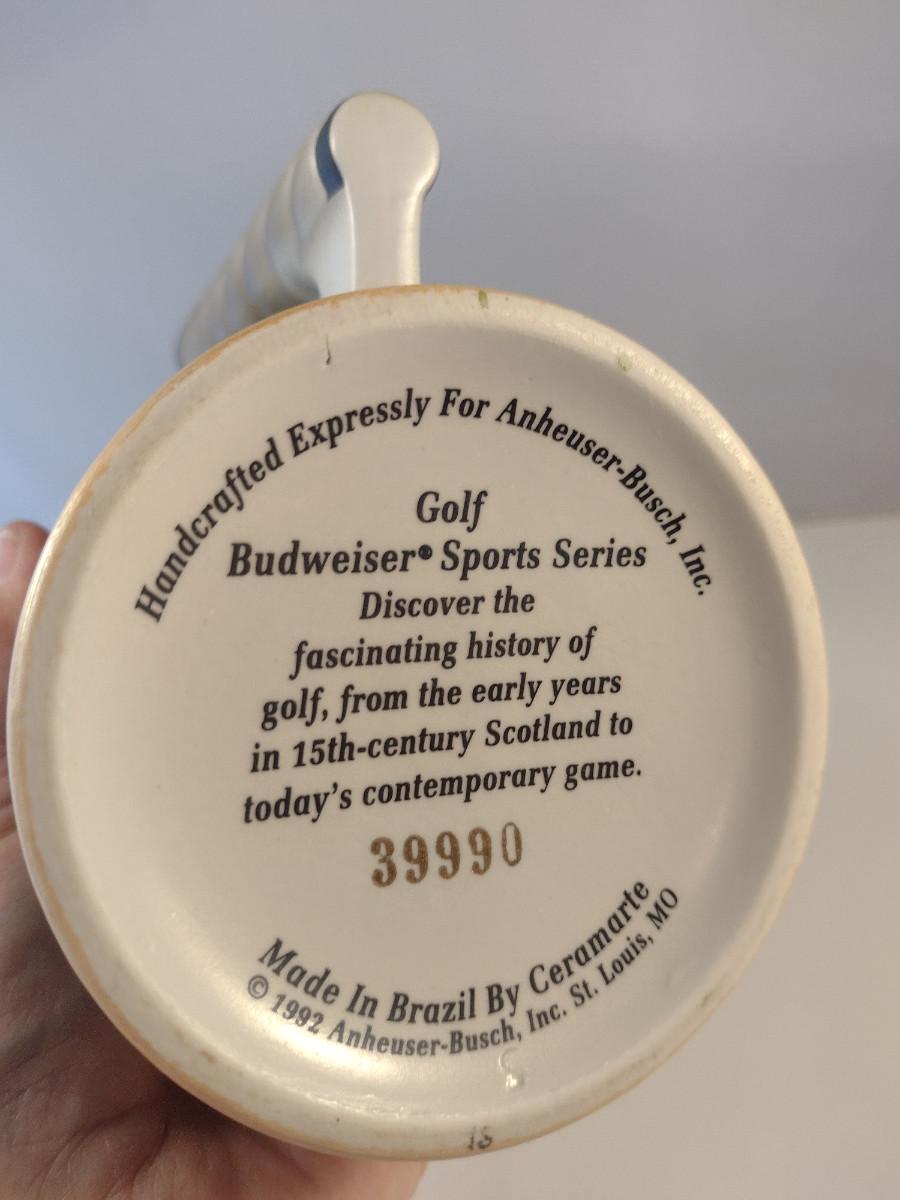 Handcrafted Expressly For Anheuser-Busch, Inc.
Golf
Budweiser® Sports Series
Discover the
fascinating history of
golf, from the early years
in 15th-century Scotland to
today's contemporary game.
39990
Made In Brazil By Ceramarte
© 1992 Anheuser-Busch, Inc. St. Louis, MO